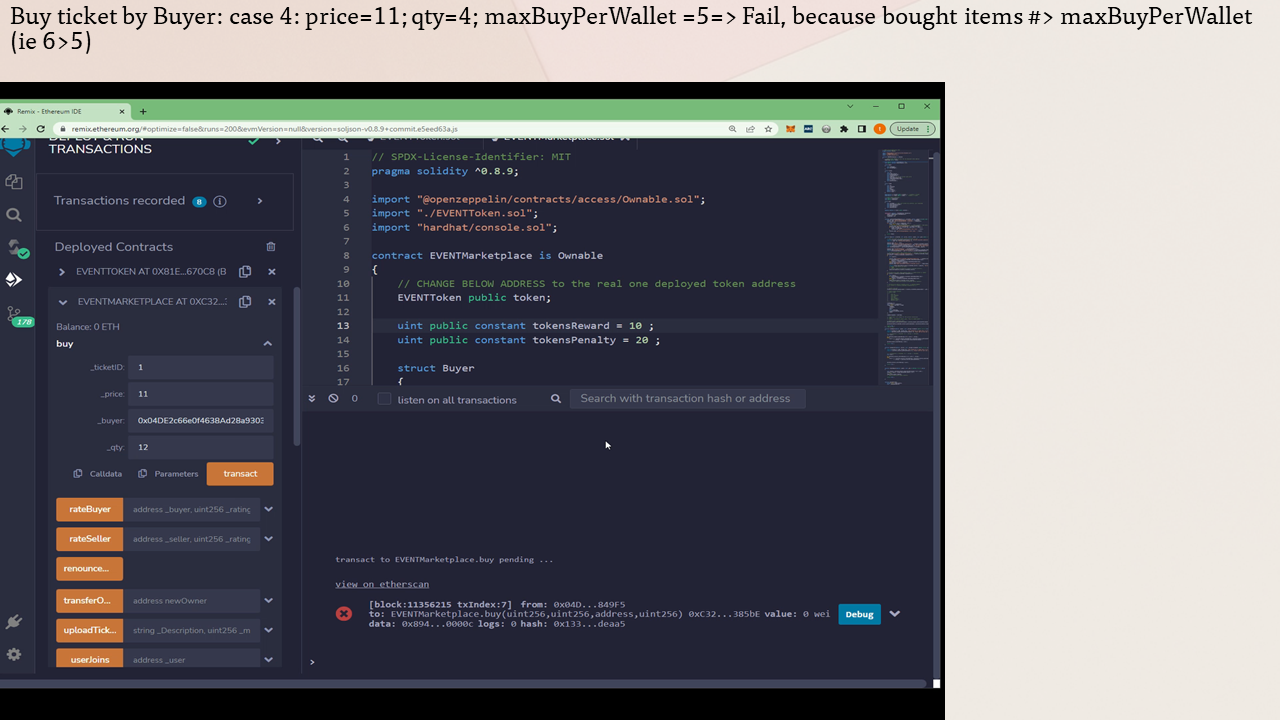 Buy ticket by Buyer: case 4: price=11; qty=4; maxBuyPerWallet =5=> Fail, because bought items #> maxBuyPerWallet
(ie 6>5)
Remix - Ethereum IDE
remix.ethereum.org/#optimize=false&runs=200&evmVersion=null&version=soljson-v0.8.9+commit.e5eed63a.js
Update
TRANSACTIONS
Transactions recorded 8
Deployed Contracts
EVENTMARKETPLACE AT 0XC32...
Balance: 0 ETH
buy
_ticketID: 1
_price: 11
_buyer: 0x04DE2c66e0f4638Ad28a9303
_qty: 12
Calldata Parameters transact
rateBuyer address _buyer, uint256 _rating
rateSeller address _seller, uint256 _rating
renounce...
transferO... address newOwner
uploadTick... string _Description, uint256 _m
userJoins address _user
178
1 // SPDX-License-Identifier: MIT
2 pragma solidity ^0.8.9;
3
4 import "@openzeppelin/contracts/access/Ownable.sol";
5 import "./EVENTToken.sol";
6 import "hardhat/console.sol";
7
8 contract EVENTMarketplace is Ownable
9 {
10 // CHANGE BELOW ADDRESS to the real one deployed token address
11 EVENTToken public token;
12
13 uint public constant tokensReward = 10 ;
14 uint public constant tokensPenalty = 20 ;
15
16 struct Buyer
17 {
0 listen on all transactions Search with transaction hash or address
transact to EVENTMarketplace.buy pending ...
view on etherscan
[block:11356215 txIndex:7] from: 0x04D...849F5
to: EVENTMarketplace.buy(uint256,uint256,address,uint256) 0xC32...385bE value: 0 wei
data: 0x894...0000c logs: 0 hash: 0x133...deaa5
Debug
>